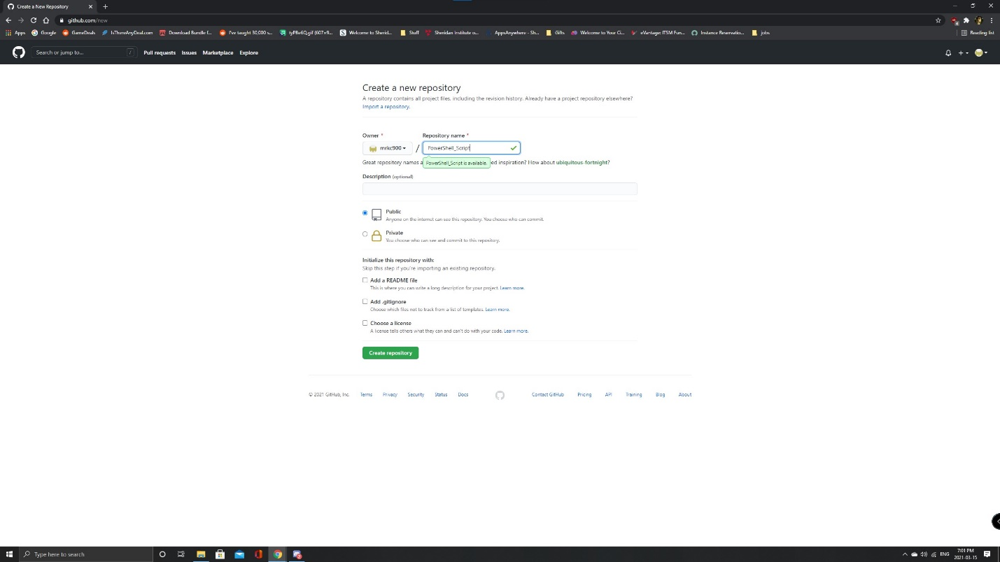 Create a New Repository
github.com/new
Apps Google GameDeals IsThereAnyDeal.com Download Bundle f... I've taught 30,000 s... tyPBe6Q.gif (607×9... Welcome to Sherid... Stuff Sheridan Institute o... AppsAnywhere - Sh... Gifts Welcome to Your Ci... eVantage: ITSM Fun... Instance Reservatio... jobs Reading list
Search or jump to... / Pull requests Issues Marketplace Explore
Create a new repository
A repository contains all project files, including the revision history. Already have a project repository elsewhere?
Import a repository.
Owner * Repository name *
mrkc900 / PowerShell_Script
Great repository names a PowerShell_Script is available. ed inspiration? How about ubiquitous-fortnight?
Description (optional)
Public
Anyone on the internet can see this repository. You choose who can commit.
Private
You choose who can see and commit to this repository.
Initialize this repository with:
Skip this step if you're importing an existing repository.
Add a README file
This is where you can write a long description for your project. Learn more.
Add .gitignore
Choose which files not to track from a list of templates. Learn more.
Choose a license
A license tells others what they can and can't do with your code. Learn more.
Create repository
© 2021 GitHub, Inc. Terms Privacy Security Status Docs Contact GitHub Pricing API Training Blog About
Type here to search ENG 7:01 PM
2021-03-15